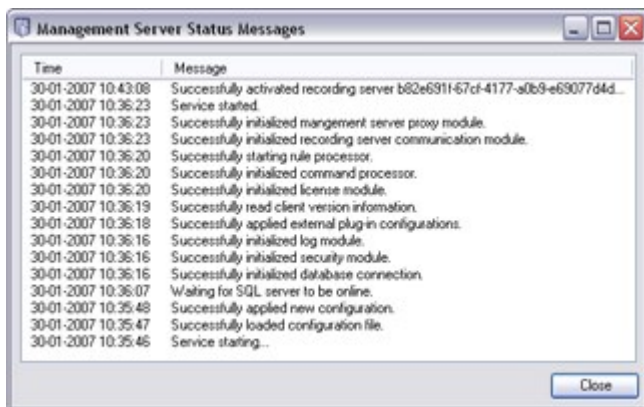 Management Server Status Messages
Time Message
30-01-2007 10:43:08 Successfully activated recording server b82e691f-67cf-4177-a0b9-e69077d4d...
30-01-2007 10:36:23 Service started.
30-01-2007 10:36:23 Successfully initialized mangement server proxy module.
30-01-2007 10:36:23 Successfully initialized recording server communication module.
30-01-2007 10:36:20 Successfully starting rule processor.
30-01-2007 10:36:20 Successfully initialized command processor.
30-01-2007 10:36:20 Successfully initialized license module.
30-01-2007 10:36:19 Successfully read client version information.
30-01-2007 10:36:18 Successfully applied external plug-in configurations.
30-01-2007 10:36:16 Successfully initialized log module.
30-01-2007 10:36:16 Successfully initialized security module.
30-01-2007 10:36:16 Successfully initialized database connection.
30-01-2007 10:36:07 Waiting for SQL server to be online.
30-01-2007 10:35:48 Successfully applied new configuration.
30-01-2007 10:35:47 Successfully loaded configuration file.
30-01-2007 10:35:46 Service starting...
Close